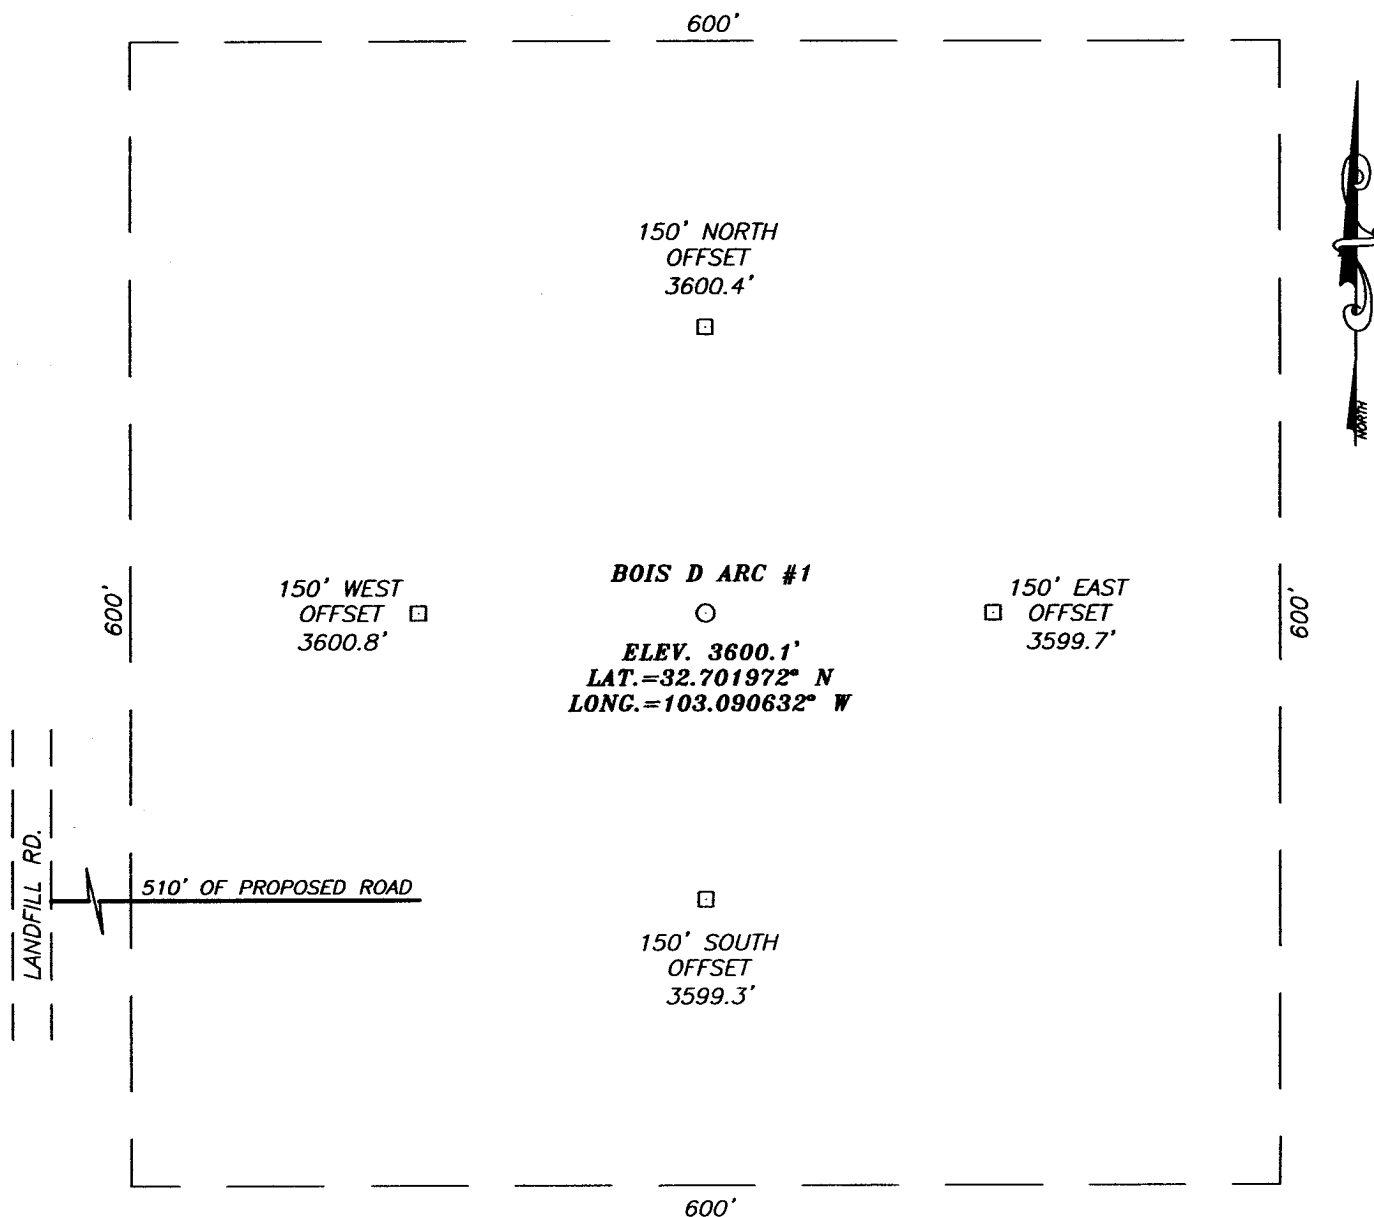 600'
150' NORTH
OFFSET
3600.4'
NORTH
BOIS D ARC #1
150' WEST
OFFSET
3600.8'
150' EAST
OFFSET
3599.7'
600'
600'
ELEV. 3600.1'
LAT.=32.701972° N
LONG.=103.090632° W
LANDFILL RD.
510' OF PROPOSED ROAD
150' SOUTH
OFFSET
3599.3'
600'